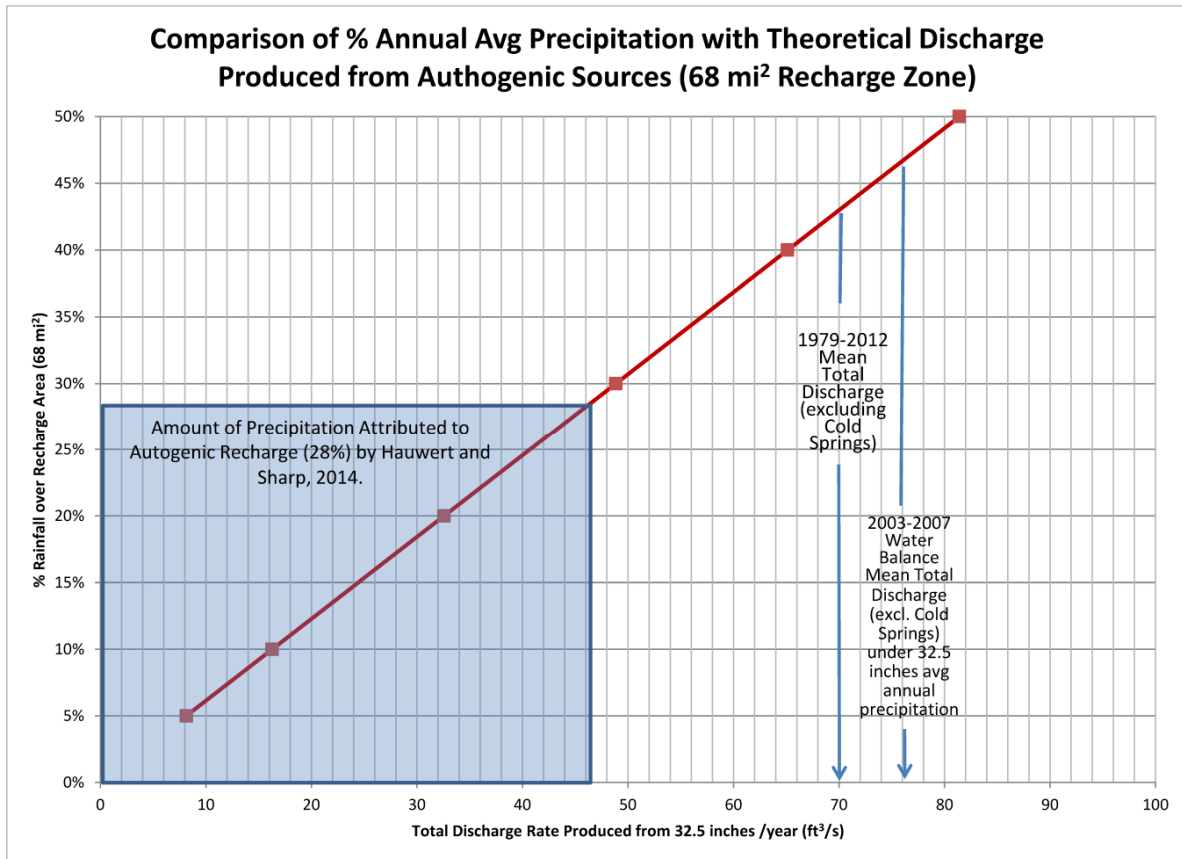 Comparison of % Annual Avg Precipitation with Theoretical Discharge
Produced from Authogenic Sources (68 mi² Recharge Zone)
50%
45%
40%
35%
30%
25%
20%
15%
10%
5%
0%
% Rainfall over Recharge Area (68 mi²)
Amount of Precipitation Attributed to
Autogenic Recharge (28%) by Hauwert and
Sharp, 2014.
1979-2012
Mean
Total
Discharge
(excluding
Cold
Springs)
2003-2007
Water
Balance
Mean Total
Discharge
(excl. Cold
Springs)
under 32.5
inches avg
annual
precipitation
0 10 20 30 40 50 60 70 80 90 100
Total Discharge Rate Produced from 32.5 inches /year (ft³/s)